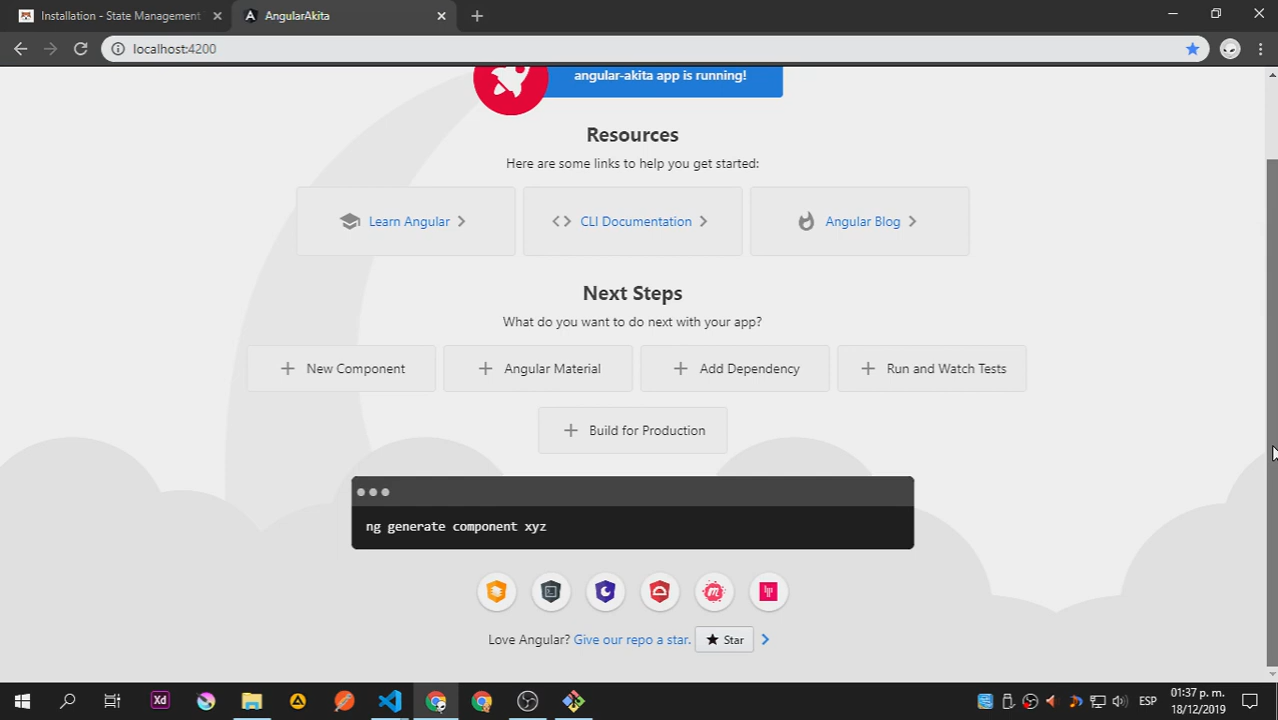 Installation - State Management
AngularAkita
localhost:4200
angular-akita app is running!
Resources
Here are some links to help you get started:
Learn Angular
CLI Documentation
Angular Blog
Next Steps
What do you want to do next with your app?
New Component
Angular Material
Add Dependency
Run and Watch Tests
Build for Production
ng generate component xyz
Love Angular? Give our repo a star. Star
Xd
ESP
01:37 p. m.
18/12/2019